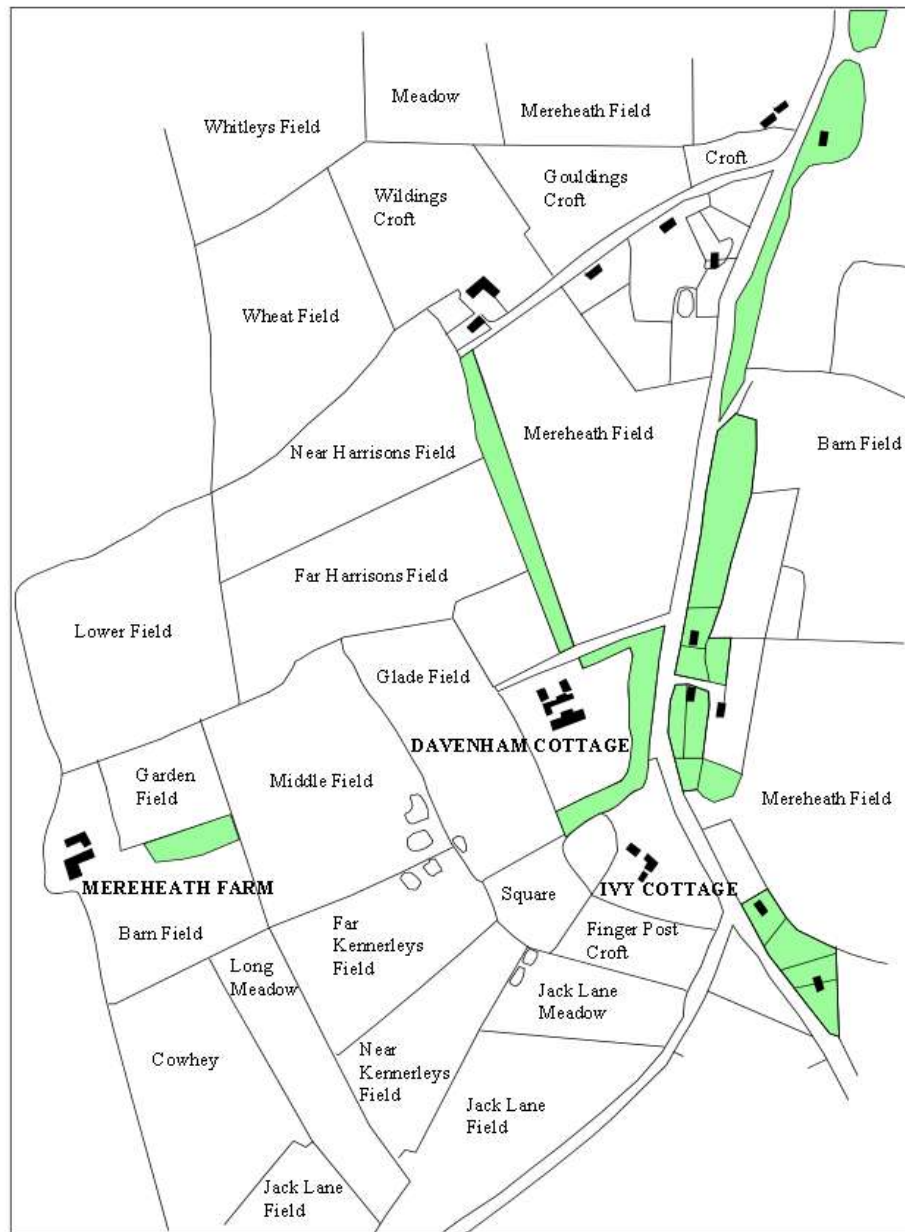 Meadow
Mereheath Field
Whitleys Field
Croft
Gouldings
Croft
Wildings
Croft
Wheat Field
Mereheath Field
Barn Field
Near Harrisons Field
Far Harrisons Field
Lower Field
Glade Field
DAVENHAM COTTAGE
Garden
Field
Middle Field
Mereheath Field
MEREHEATH FARM
Square
IVY COTTAGE
Barn Field
Far
Kennerleys
Field
Finger Post
Croft
Long
Meadow
Jack Lane
Meadow
Cowhey
Near
Kennerleys
Field
Jack Lane
Field
Jack Lane
Field